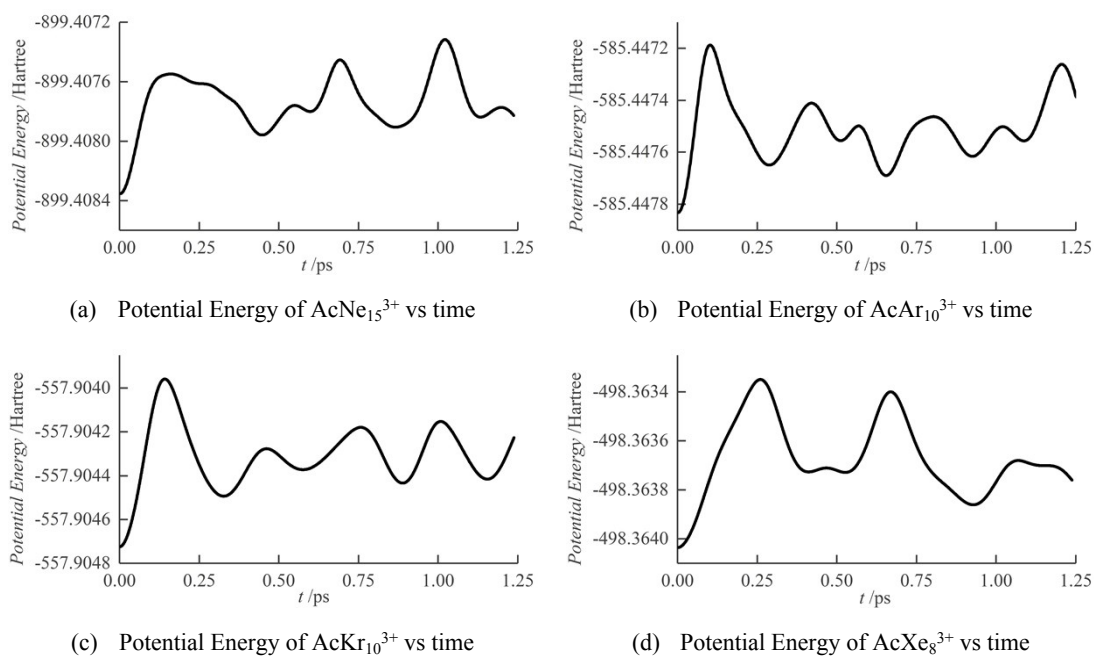 -899.4072
-899.4076
-899.4080
-899.4084
Potential Energy /Hartree
0.00 0.25 0.50 0.75 1.00 1.25
t /ps
(a) Potential Energy of AcNe₁₅³⁺ vs time
-585.4472
-585.4474
-585.4476
-585.4478
Potential Energy /Hartree
0.00 0.25 0.50 0.75 1.00 1.25
t /ps
(b) Potential Energy of AcAr₁₀³⁺ vs time
-557.9040
-557.9042
-557.9044
-557.9046
-557.9048
Potential Energy /Hartree
0.00 0.25 0.50 0.75 1.00 1.25
t /ps
(c) Potential Energy of AcKr₁₀³⁺ vs time
-498.3634
-498.3636
-498.3638
-498.3640
Potential Energy /Hartree
0.00 0.25 0.50 0.75 1.00 1.25
t /ps
(d) Potential Energy of AcXe₈³⁺ vs time